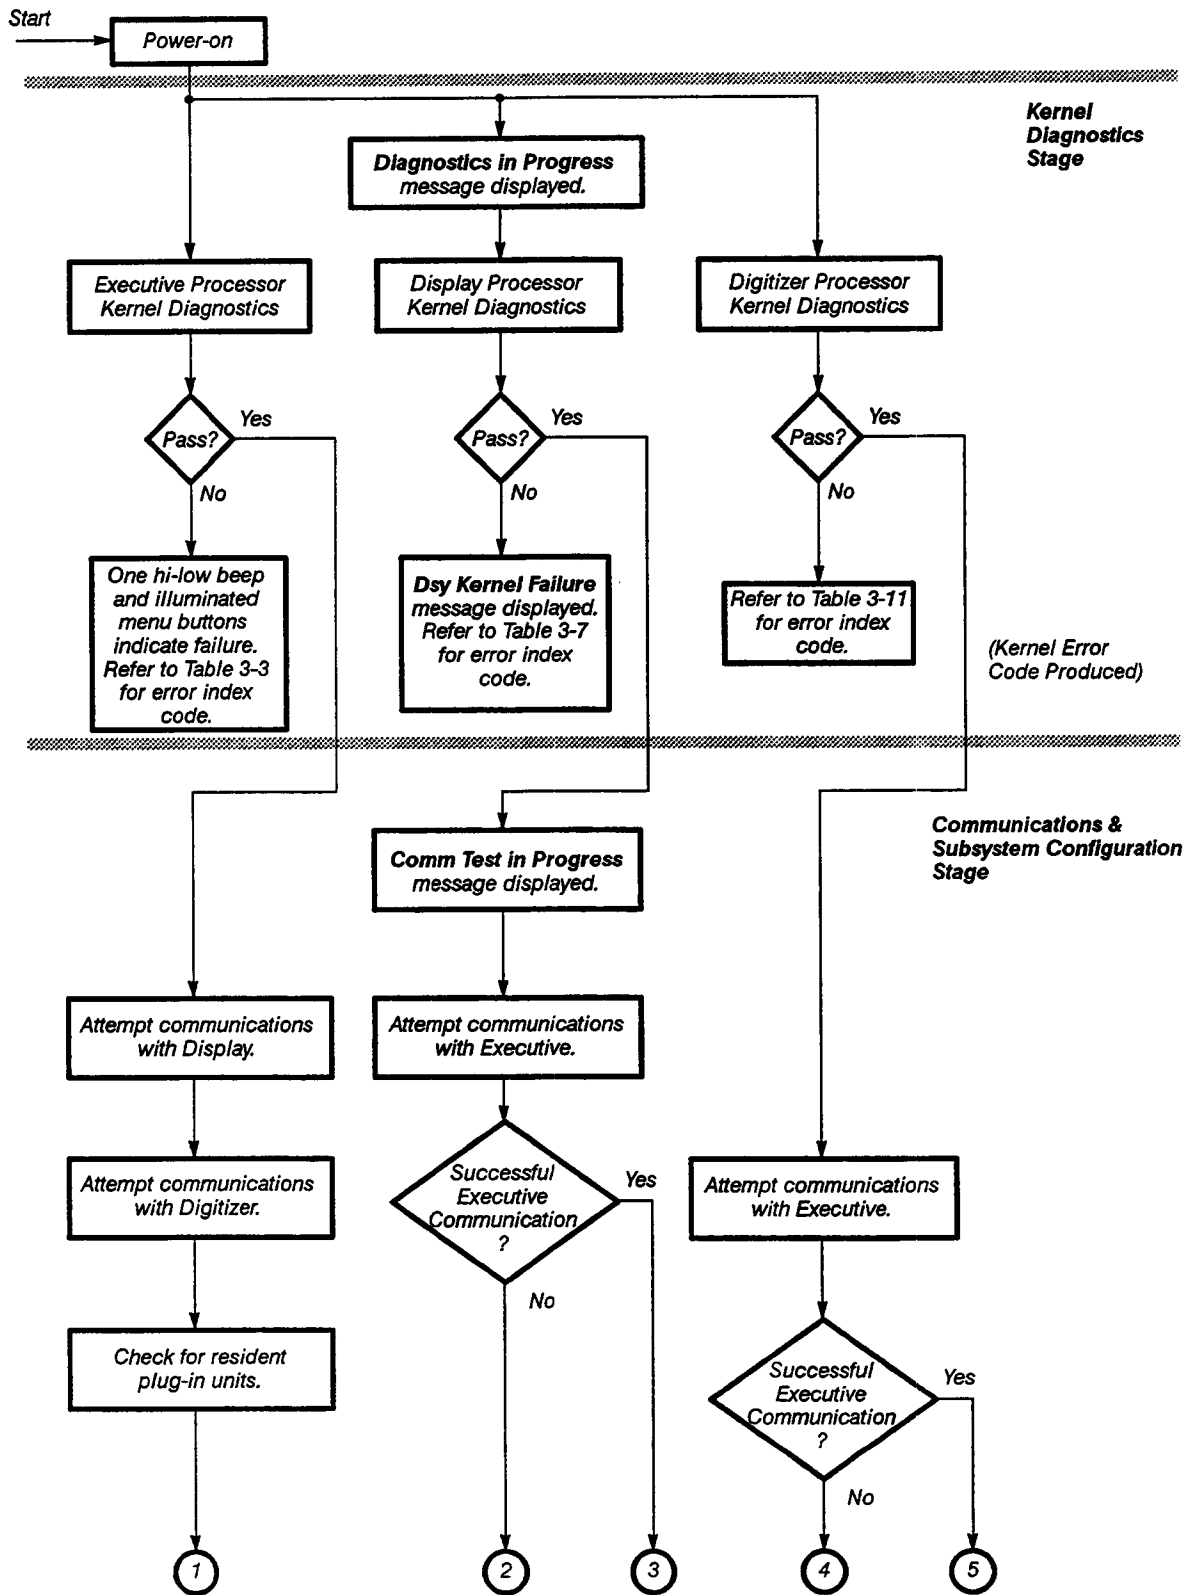 Start
Power-on
Kernel
Diagnostics
Stage
Diagnostics in Progress
message displayed.
Executive Processor
Kernel Diagnostics
Display Processor
Kernel Diagnostics
Digitizer Processor
Kernel Diagnostics
Pass?
Yes
No
Pass?
Yes
No
Pass?
Yes
No
One hi-low beep
and illuminated
menu buttons
indicate failure.
Refer to Table 3-3
for error index
code.
Dsy Kernel Failure
message displayed.
Refer to Table 3-7
for error index
code.
Refer to Table 3-11
for error index
code.
(Kernel Error
Code Produced)
Communications &
Subsystem Configuration
Stage
Comm Test in Progress
message displayed.
Attempt communications
with Display.
Attempt communications
with Executive.
Attempt communications
with Digitizer.
Successful
Executive
Communication
?
Yes
No
Attempt communications
with Executive.
Check for resident
plug-in units.
Successful
Executive
Communication
?
Yes
No
1
2
3
4
5